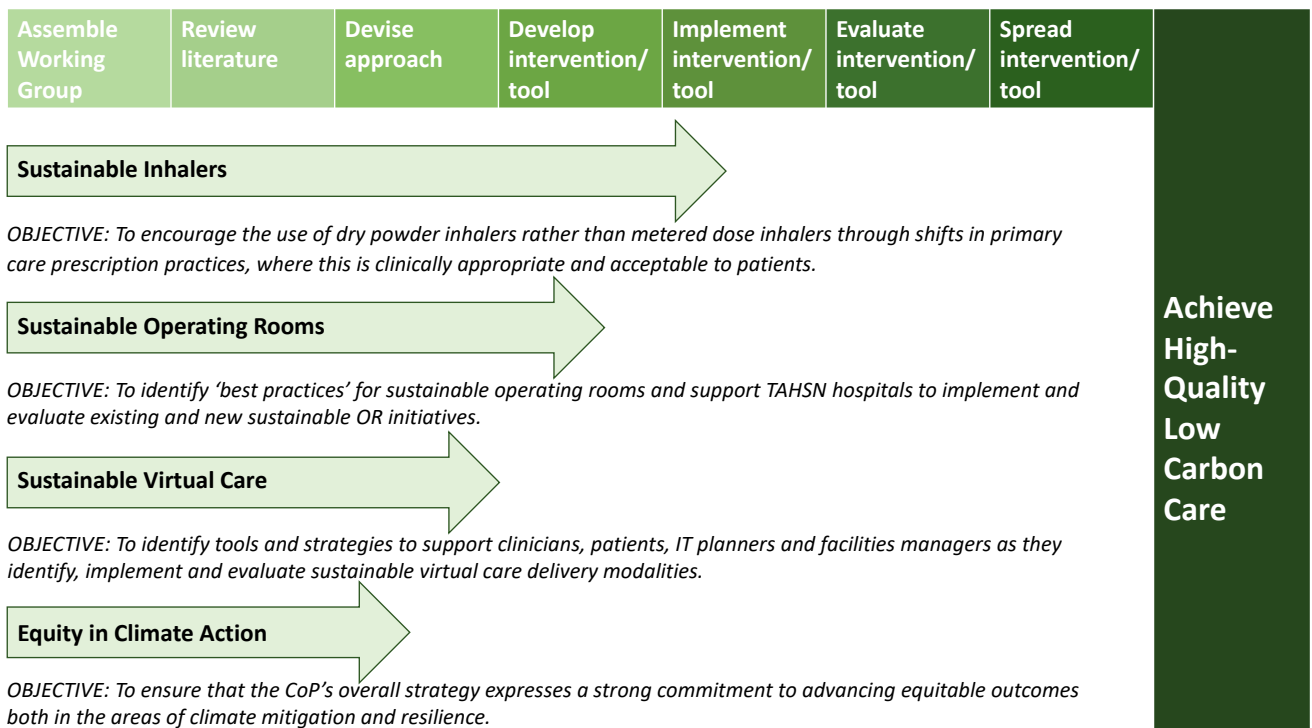 Assemble
Working
Group
Review
literature
Devise
approach
Develop
intervention/
tool
Implement
intervention/
tool
Evaluate
intervention/
tool
Spread
intervention/
tool
Sustainable Inhalers
OBJECTIVE: To encourage the use of dry powder inhalers rather than metered dose inhalers through shifts in primary
care prescription practices, where this is clinically appropriate and acceptable to patients.
Sustainable Operating Rooms
OBJECTIVE: To identify ‘best practices’ for sustainable operating rooms and support TAHSN hospitals to implement and
evaluate existing and new sustainable OR initiatives.
Sustainable Virtual Care
OBJECTIVE: To identify tools and strategies to support clinicians, patients, IT planners and facilities managers as they
identify, implement and evaluate sustainable virtual care delivery modalities.
Equity in Climate Action
OBJECTIVE: To ensure that the CoP’s overall strategy expresses a strong commitment to advancing equitable outcomes
both in the areas of climate mitigation and resilience.
Achieve
High-
Quality
Low
Carbon
Care